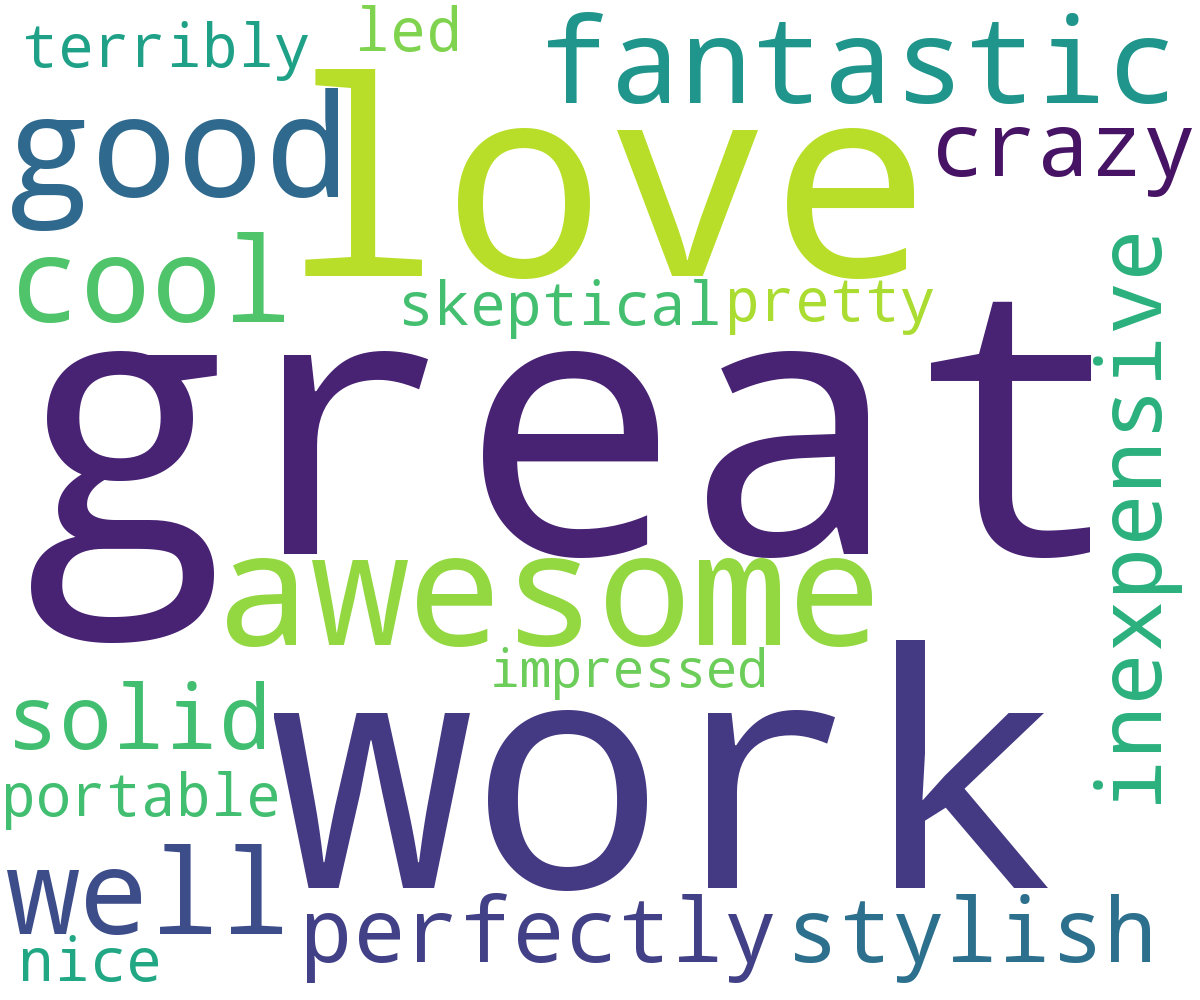 terribly
led
fantastic
good
love
crazy
cool
skeptical
pretty
inexpensive
great
awesome
impressed
solid
work
portable
well
perfectly
stylish
nice